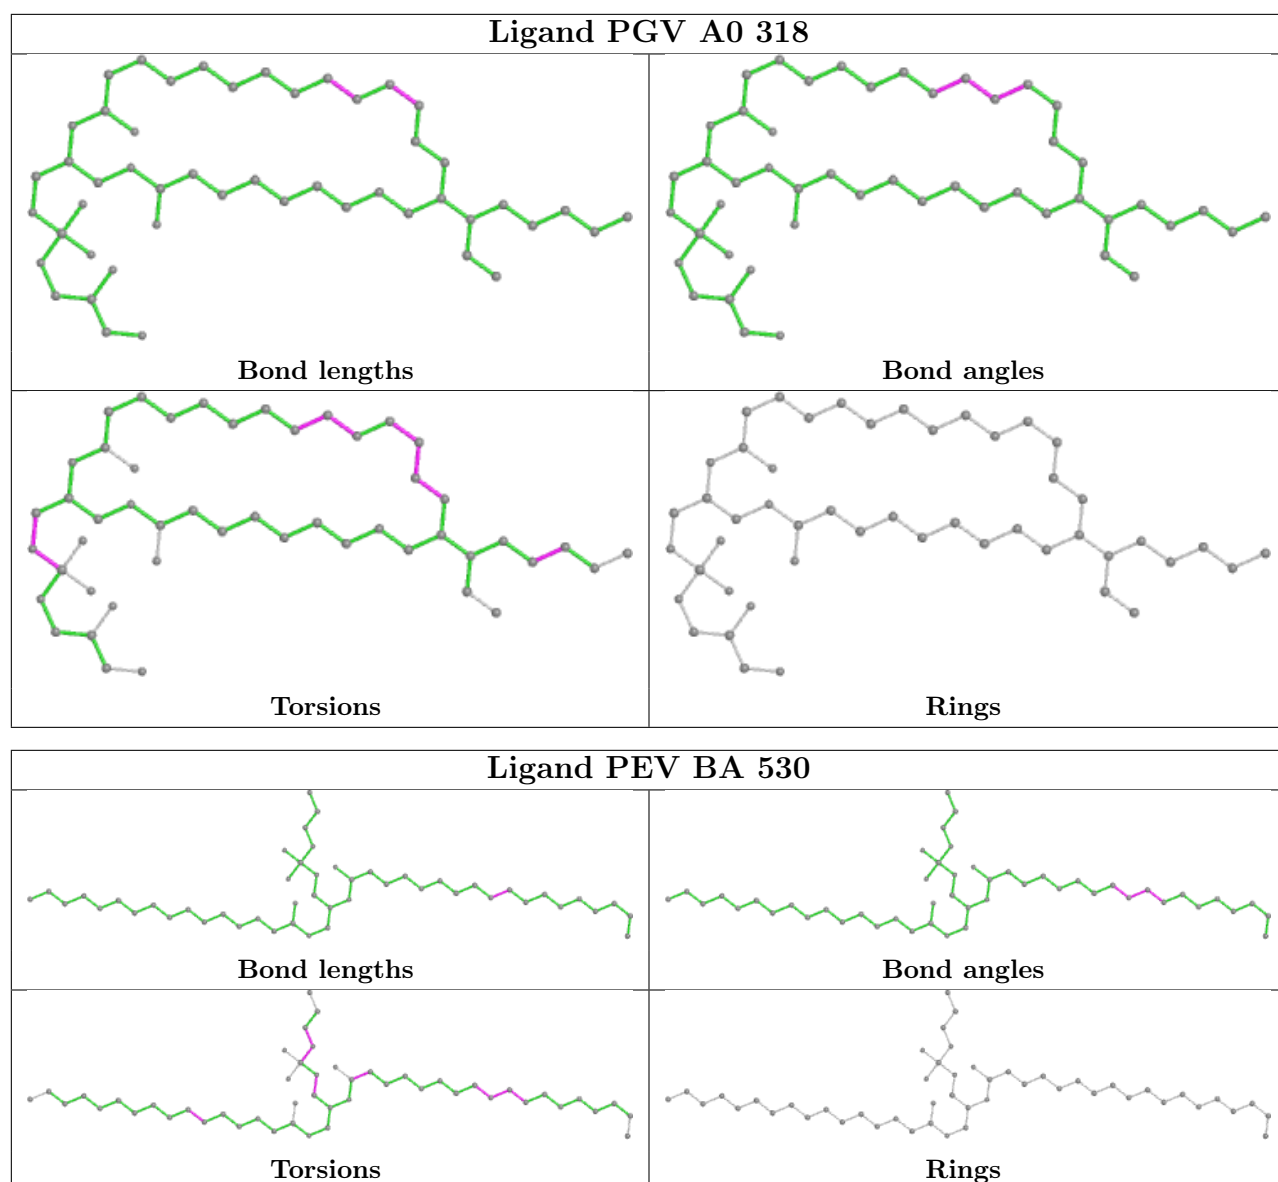 Ligand PGV A0 318
Bond lengths
Bond angles
Torsions
Rings
Ligand PEV BA 530
Bond lengths
Bond angles
Torsions
Rings